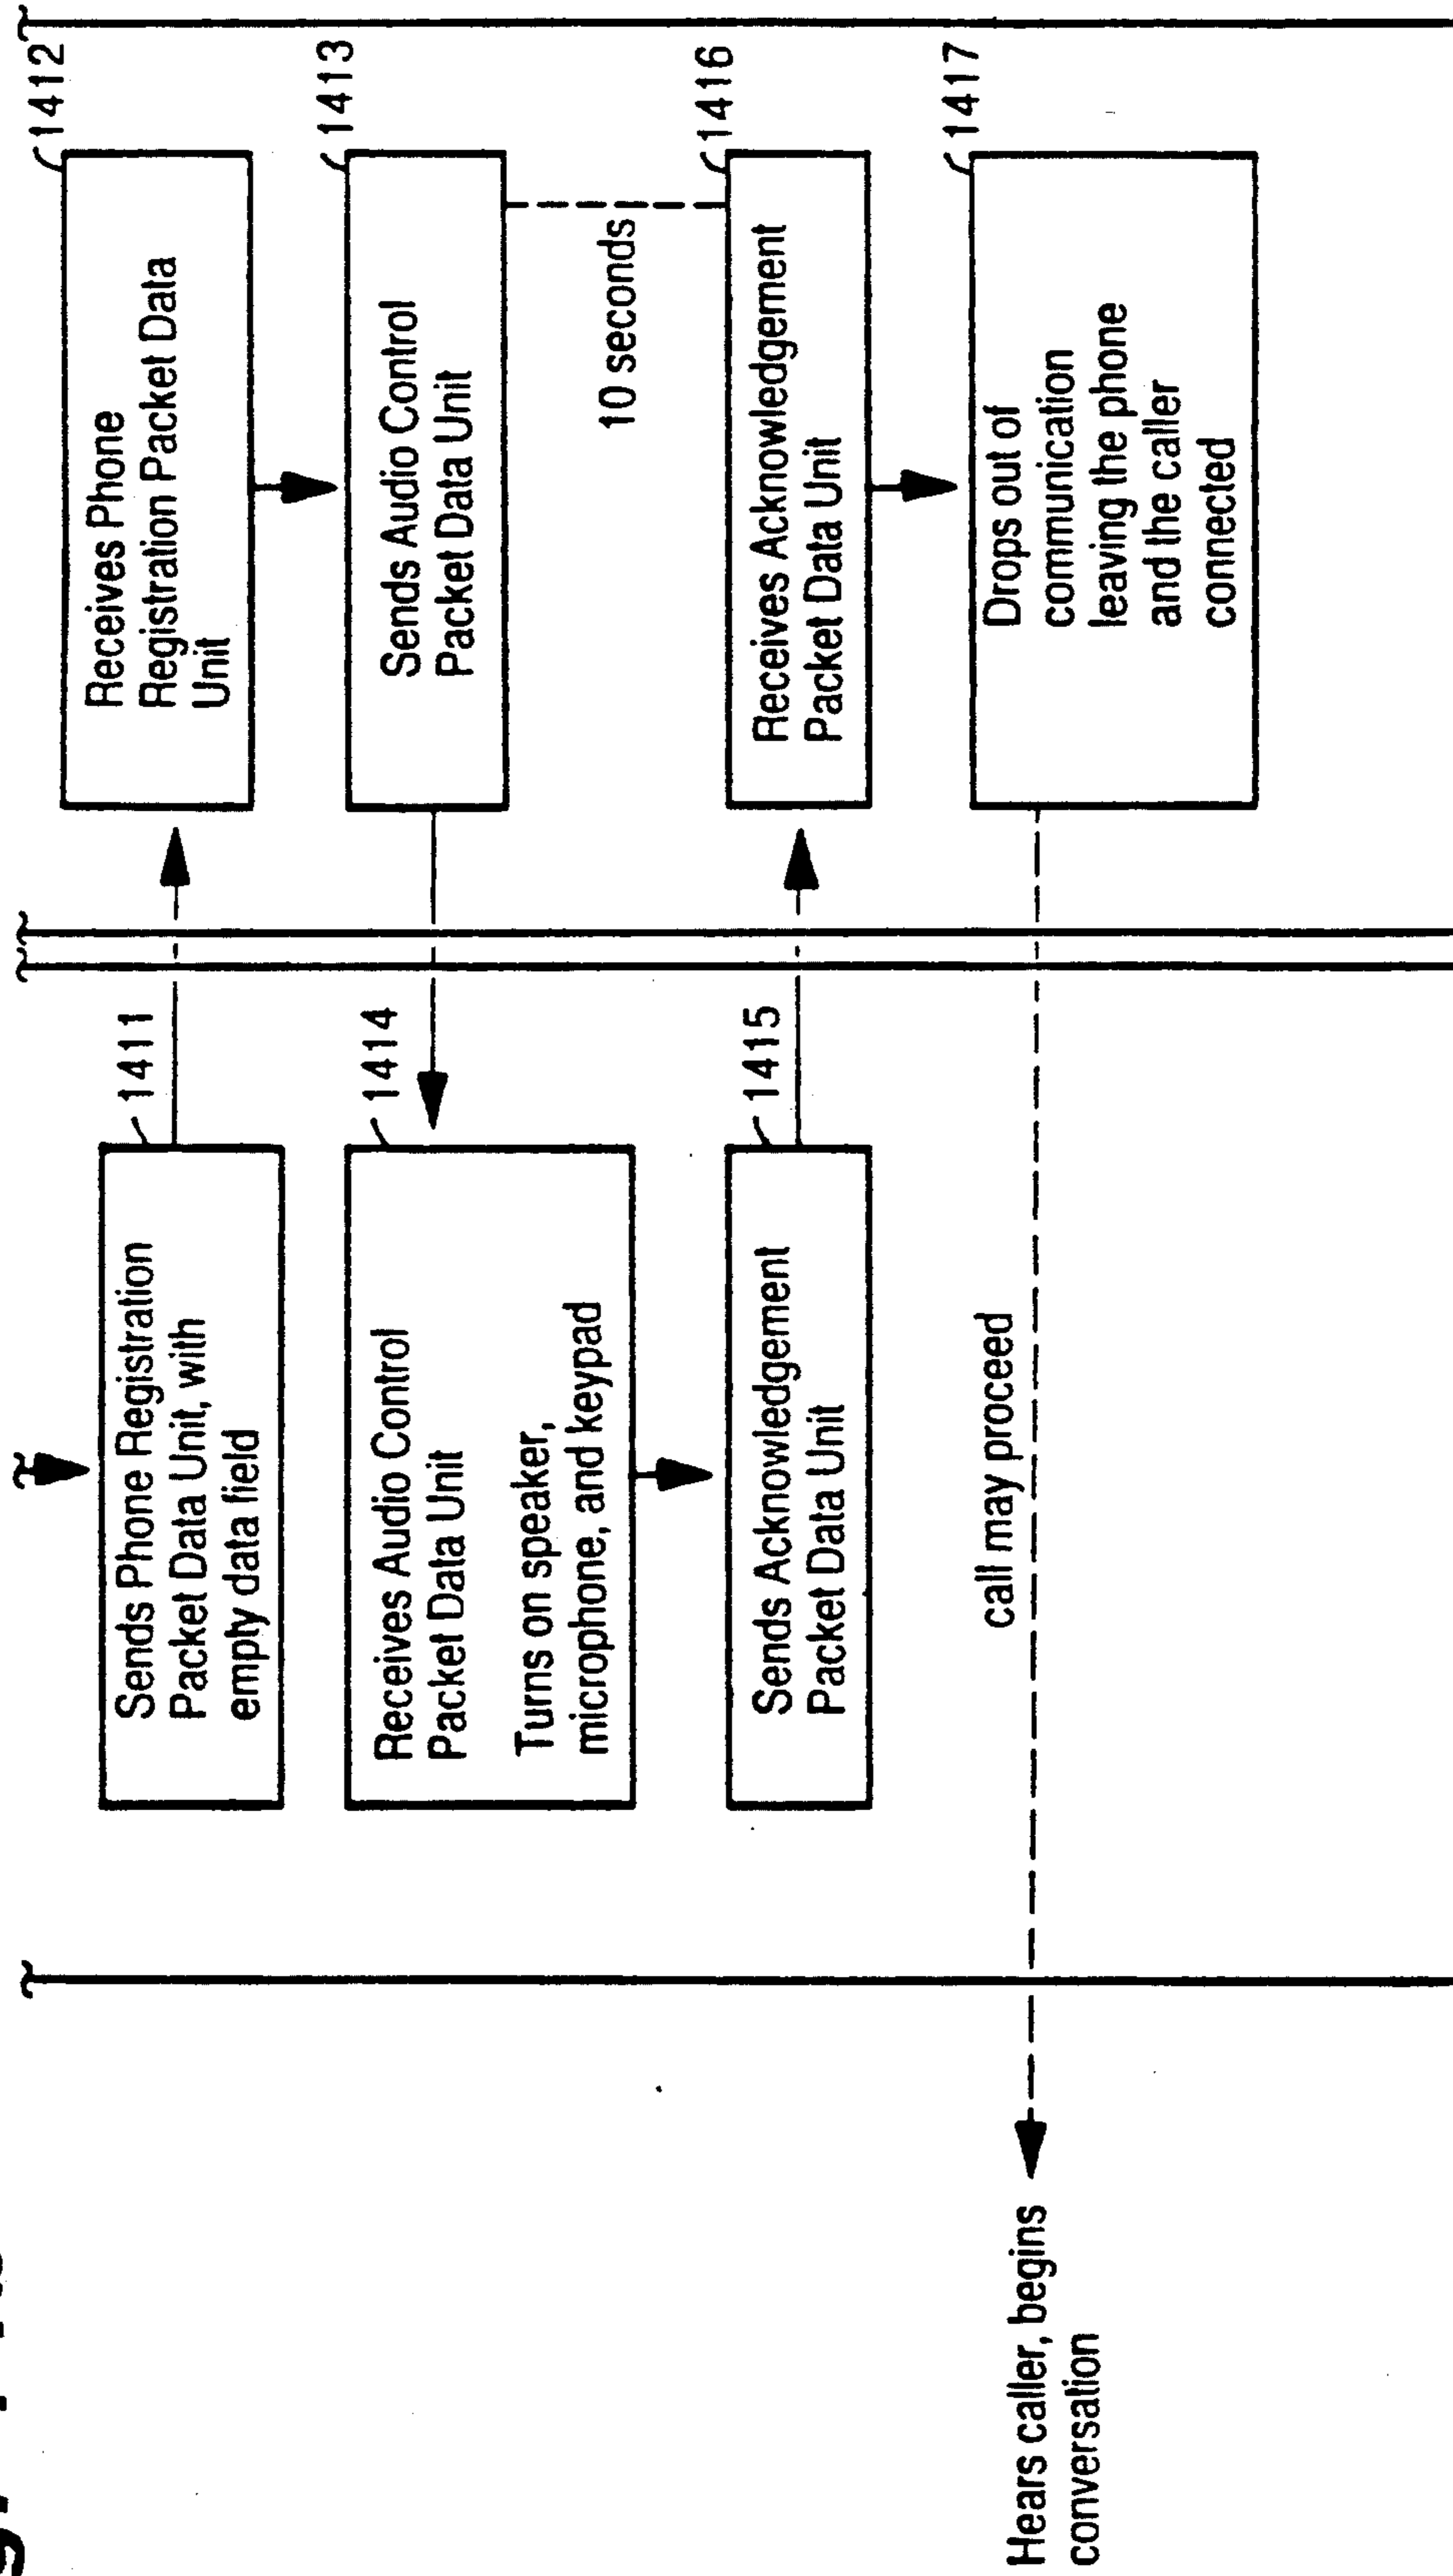 1411
Sends Phone Registration
Packet Data Unit, with
empty data field
1412
Receives Phone
Registration Packet Data
Unit
1413
Sends Audio Control
Packet Data Unit
1414
Receives Audio Control
Packet Data Unit
Turns on speaker,
microphone, and keypad
10 seconds
1415
Sends Acknowledgement
Packet Data Unit
1416
Receives Acknowledgement
Packet Data Unit
1417
Drops out of
communication
leaving the phone
and the caller
connected
call may proceed
Hears caller, begins
conversation